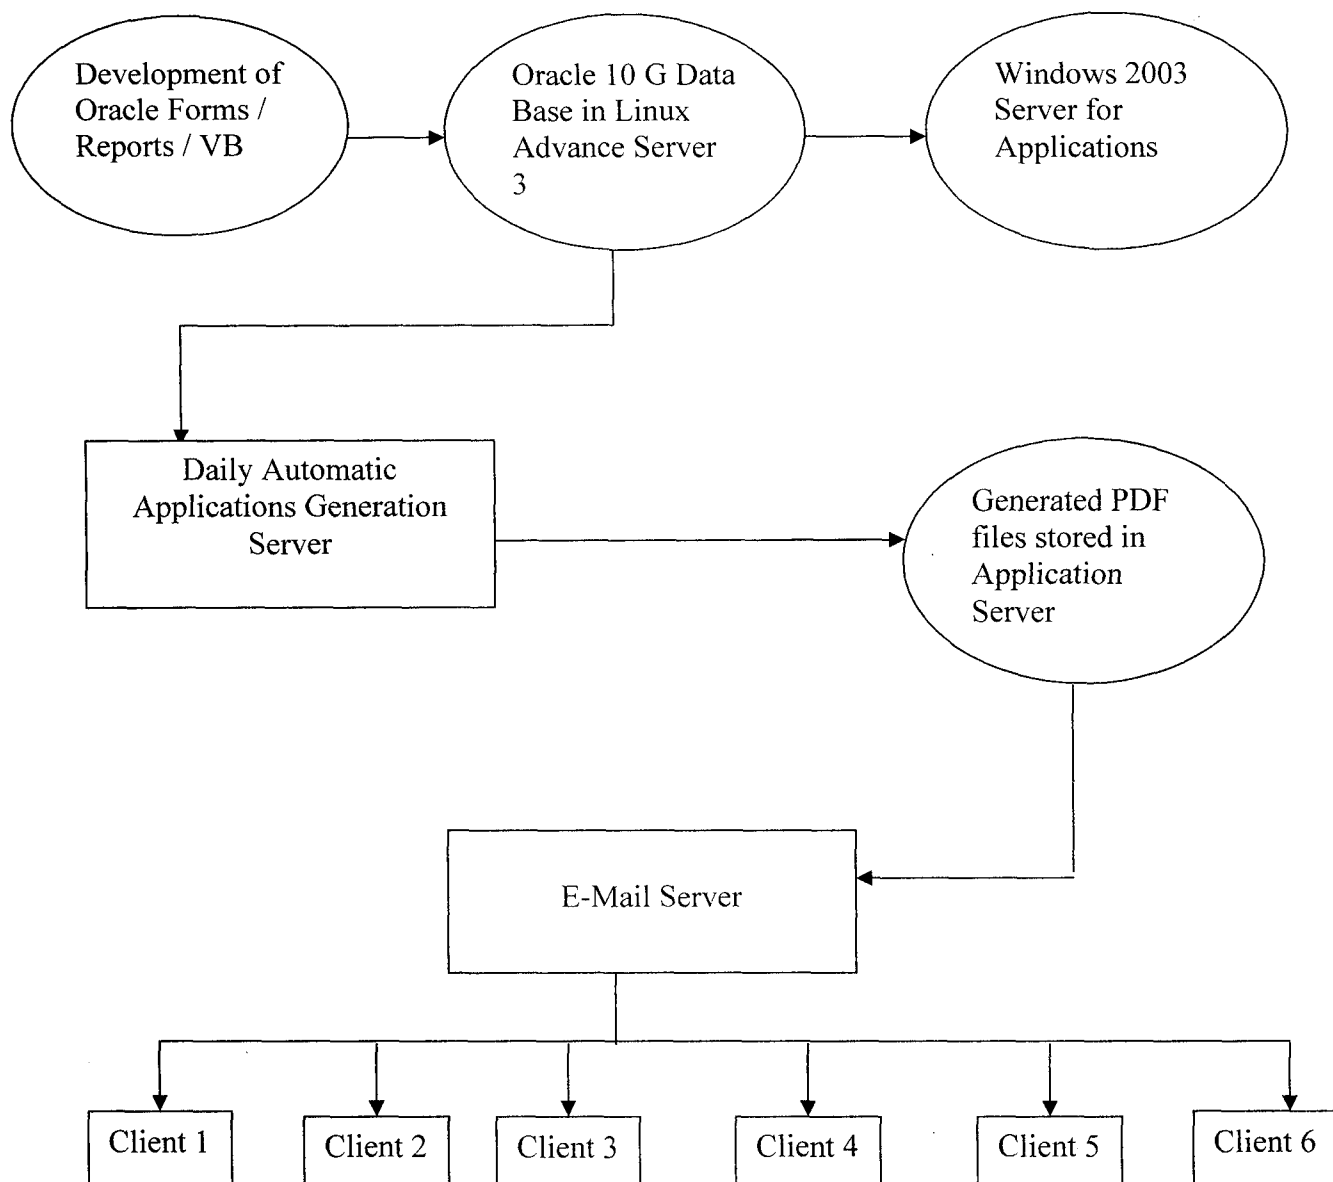 Development of
Oracle Forms /
Reports / VB
Oracle 10 G Data
Base in Linux
Advance Server
3
Windows 2003
Server for
Applications
Daily Automatic
Applications Generation
Server
Generated PDF
files stored in
Application
Server
E-Mail Server
Client 1
Client 2
Client 3
Client 4
Client 5
Client 6